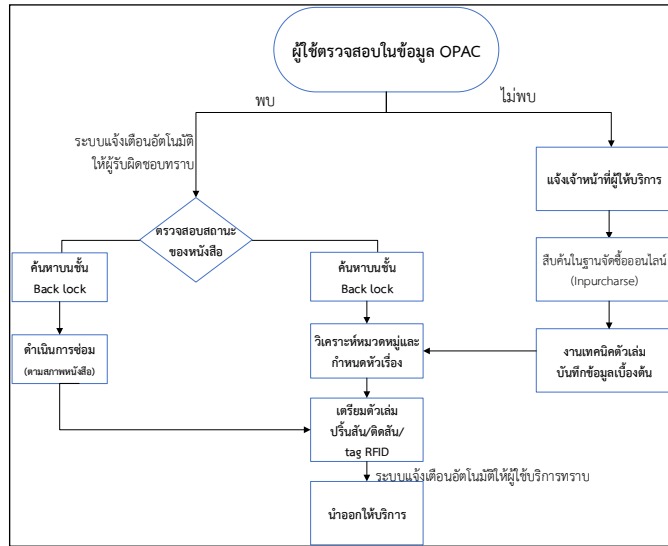 ผู้ใช้ตรวจสอบในข้อมูล OPAC
พบ
ไม่พบ
ระบบแจ้งเตือนอัตโนมัติ
ให้ผู้รับผิดชอบทราบ
แจ้งเจ้าหน้าที่ผู้ให้บริการ
ตรวจสอบสถานะ
ของหนังสือ
ค้นหาบนชั้น
Back lock
ค้นหาบนชั้น
Back lock
สืบค้นในฐานจัดซื้อออนไลน์
(Inpurcharse)
ดำเนินการซ่อม
(ตามสภาพหนังสือ)
วิเคราะห์หมวดหมู่และ
กำหนดหัวเรื่อง
งานเทคนิคตัวเล่ม
บันทึกข้อมูลเบื้องต้น
เตรียมตัวเล่ม
ปริ้นสัน/ติดสัน/
tag RFID
ระบบแจ้งเตือนอัตโนมัติให้ผู้ใช้บริการทราบ
นำออกให้บริการ